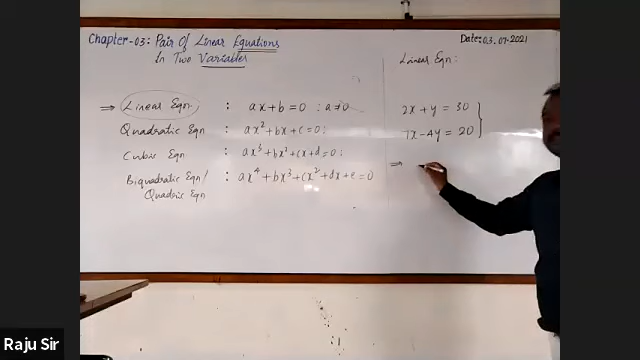 Chapter-03: Pair Of Linear Equations
In Two Variables
Date: 03.07.2021
⇒ Linear Eqn : ax + b = 0 ; a ≠ 0
Quadratic Eqn : ax² + bx + c = 0 ;
Cubic Eqn : ax³ + bx² + cx + d = 0 ;
Biquadratic Eqn / : ax⁴ + bx³ + cx² + dx + e = 0
Quadric Eqn
Linear Eqn :
2x + y = 30 }
7x - 4y = 20
⇒
Raju Sir